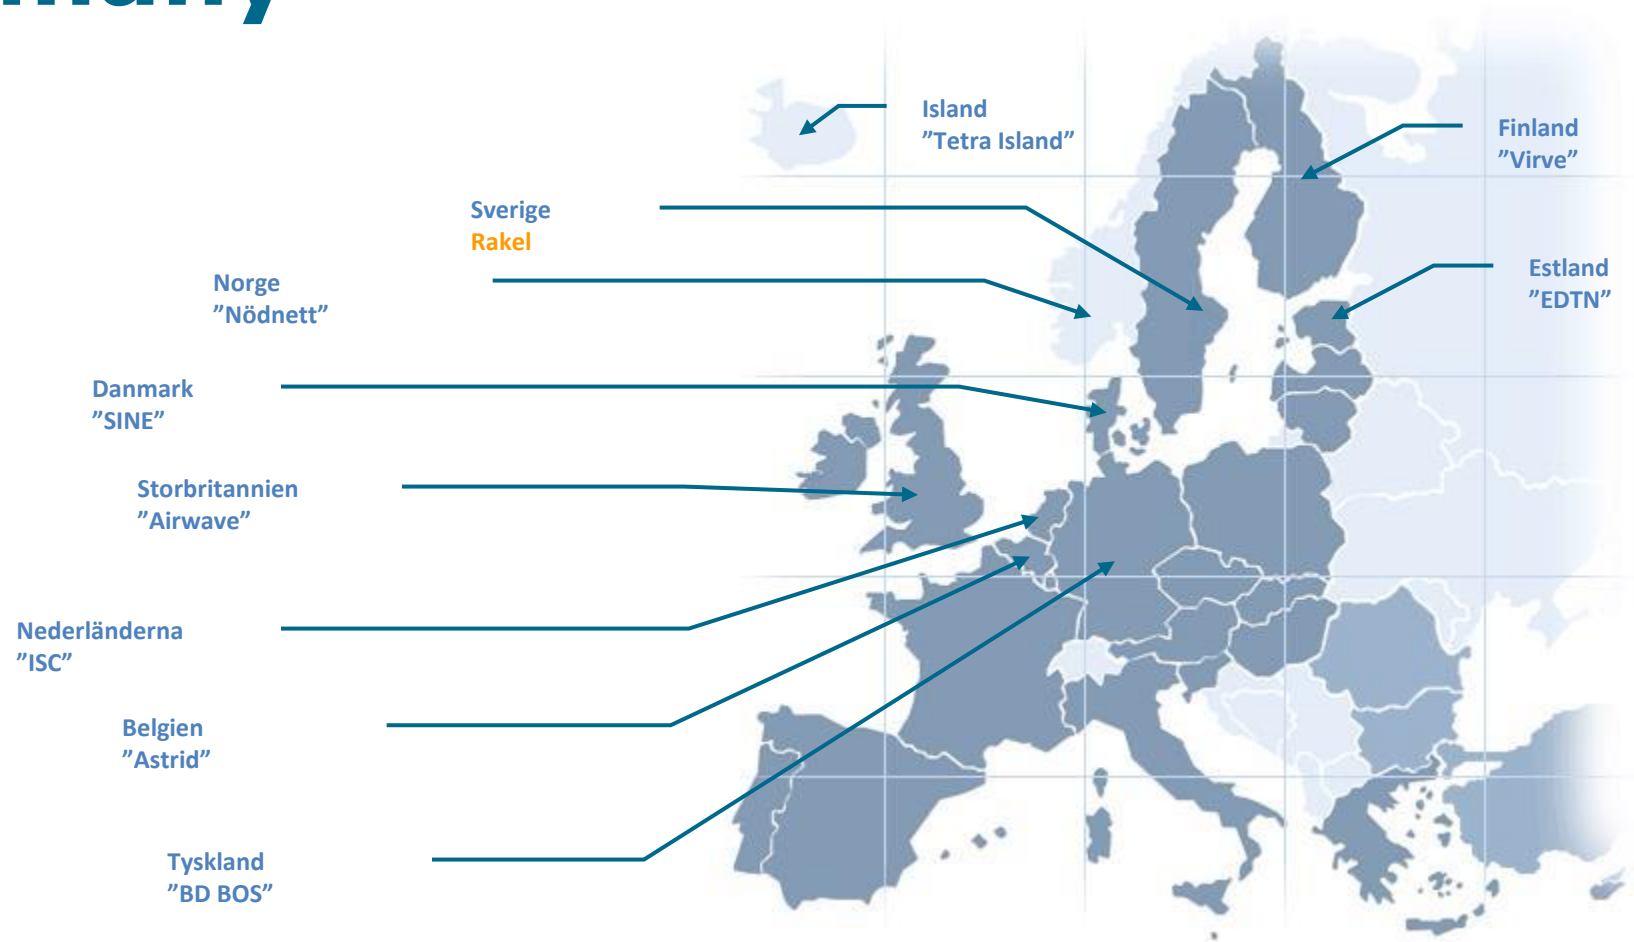 Island
”Tetra Island”
Finland
”Virve”
Sverige
Rakel
Norge
”Nödnett”
Estland
”EDTN”
Danmark
”SINE”
Storbritannien
”Airwave”
Nederländerna
”ISC”
Belgien
”Astrid”
Tyskland
”BD BOS”